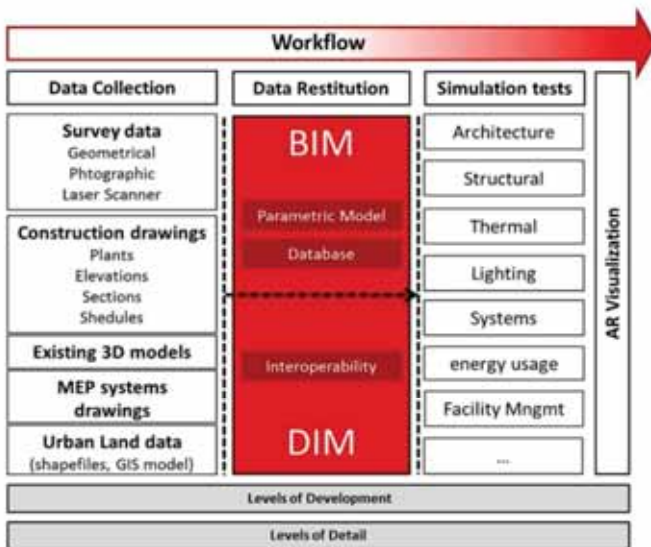 Workflow
Data Collection
Data Restitution
Simulation tests
Survey data
Geometrical
Phtographic
Laser Scanner
Construction drawings
Plants
Elevations
Sections
Shedules
Existing 3D models
MEP systems
drawings
Urban Land data
(shapefiles, GIS model)
BIM
Parametric Model
Database
Interoperability
DIM
Architecture
Structural
Thermal
Lighting
Systems
energy usage
Facility Mngmt
...
AR Visualization
Levels of Development
Levels of Detail